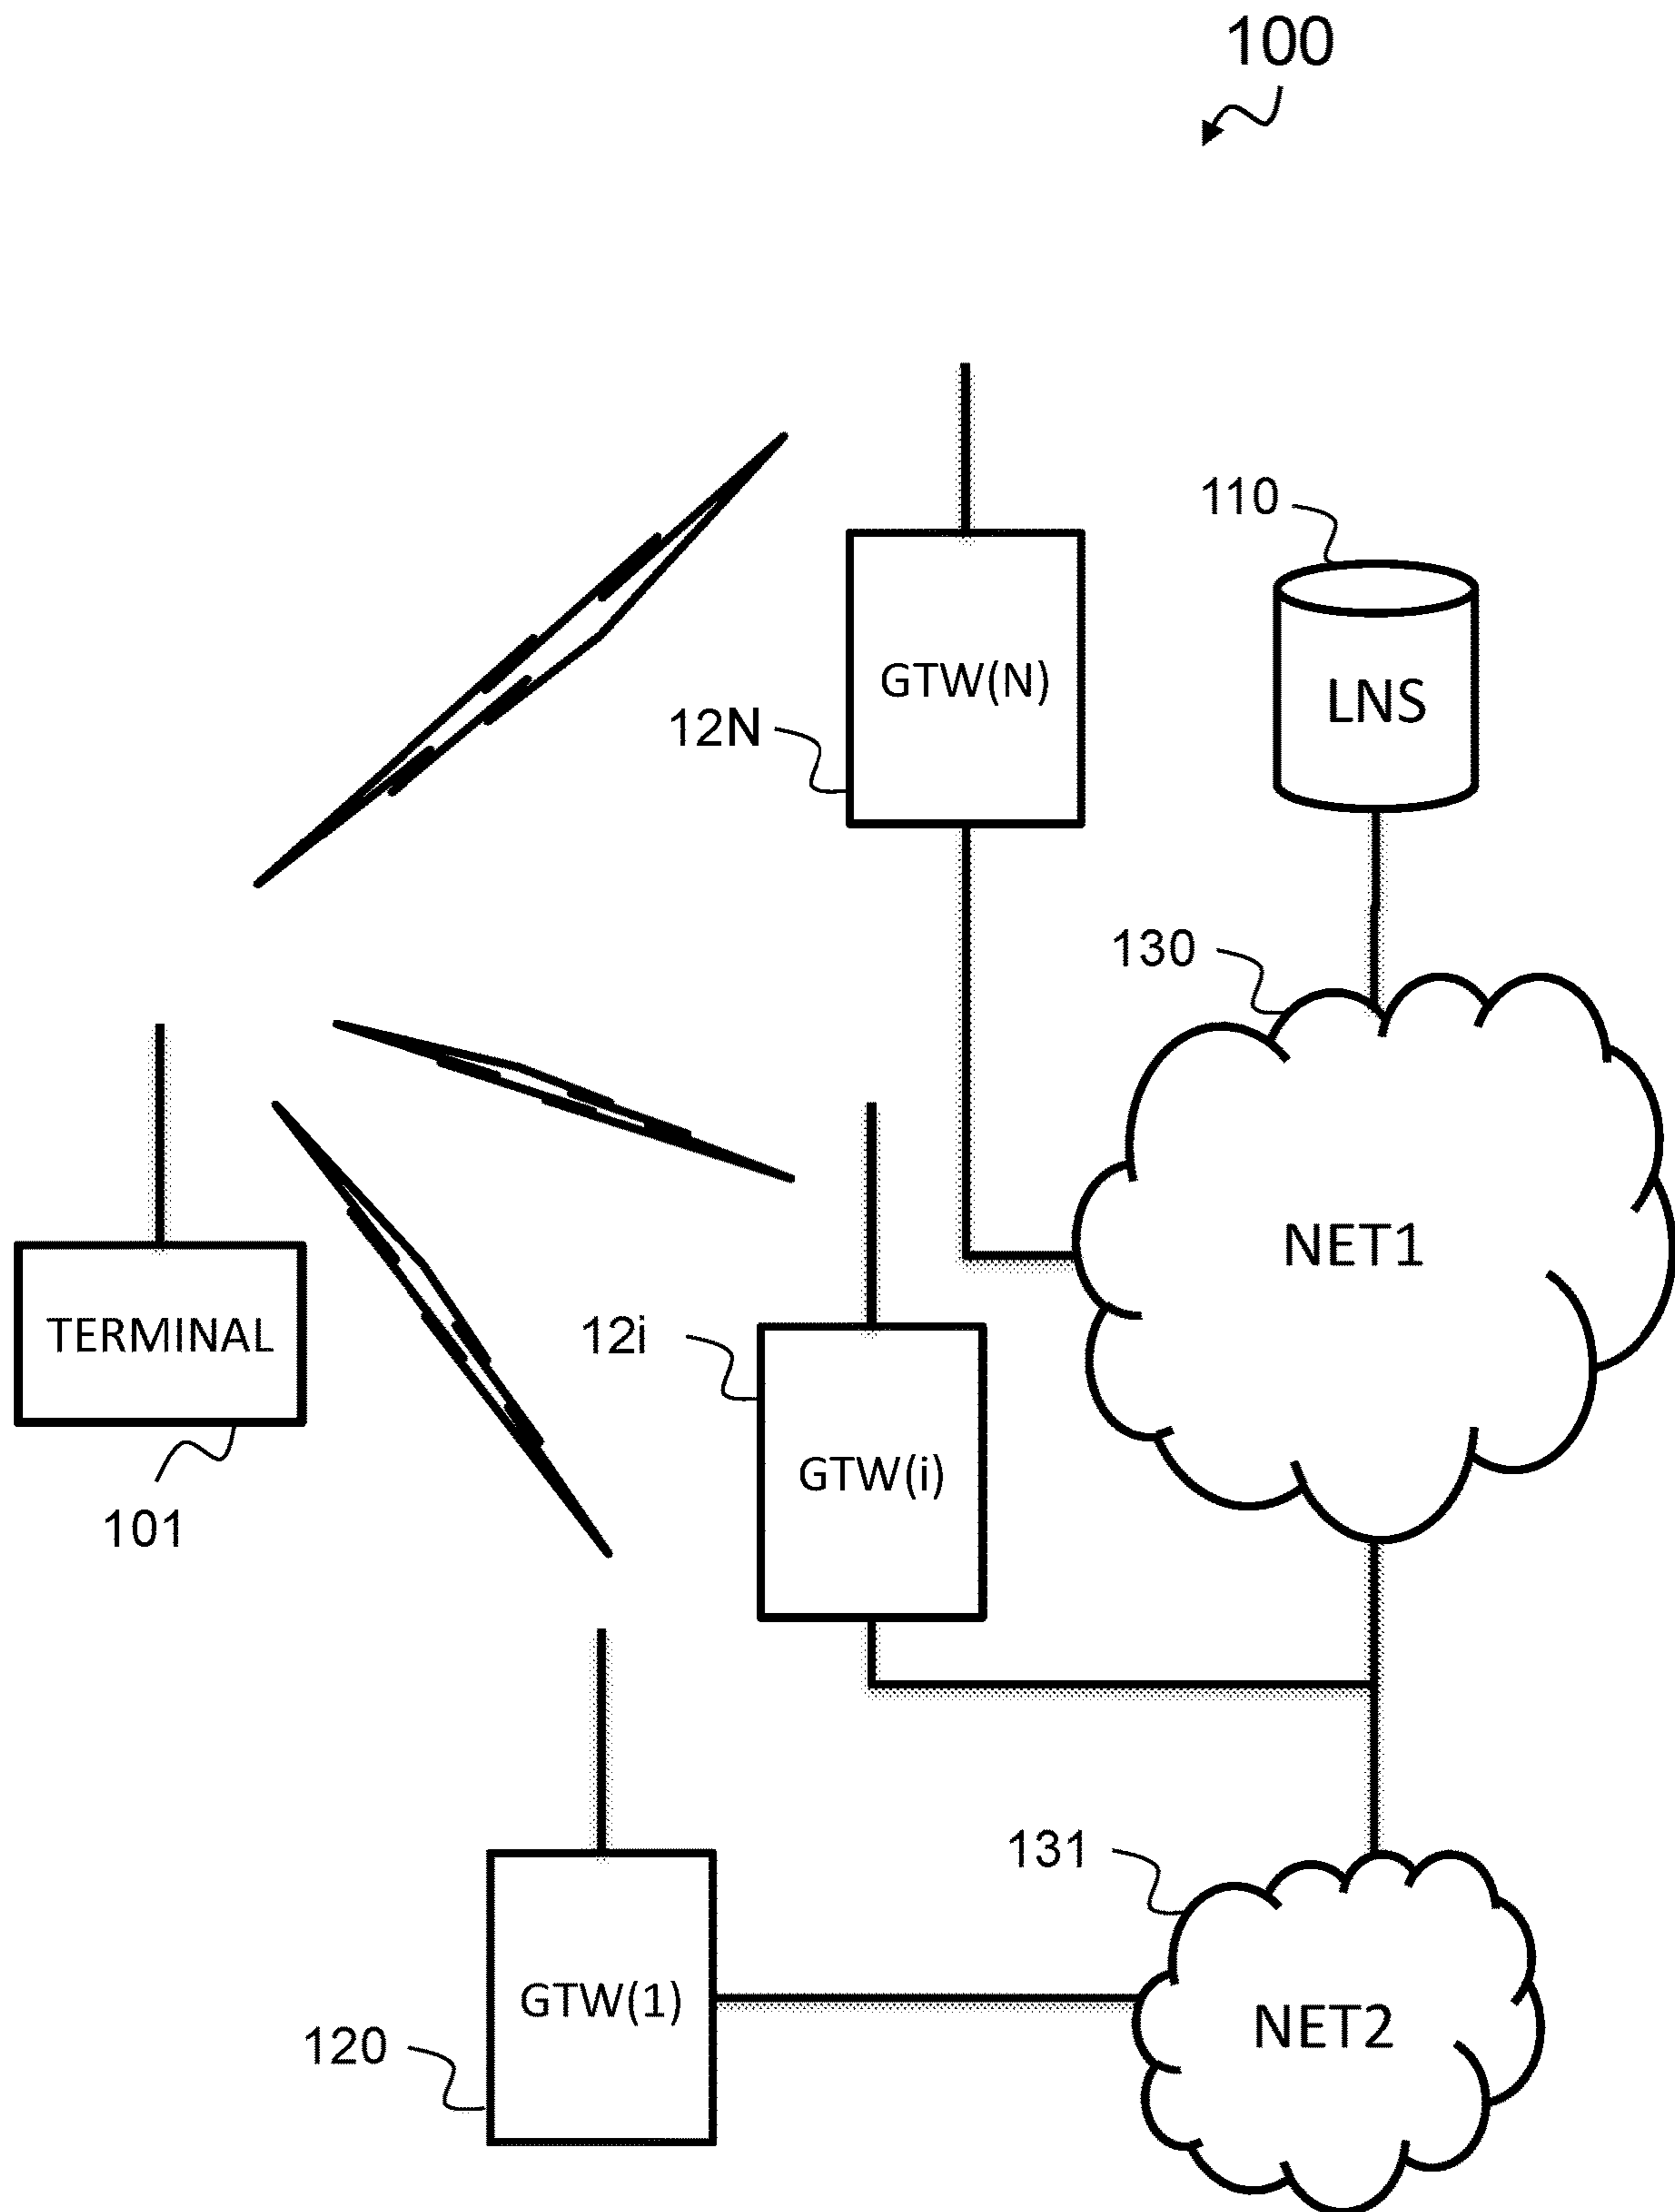 100
110
GTW(N)
LNS
12N
130
NET1
TERMINAL
12i
GTW(i)
101
131
GTW(1)
NET2
120